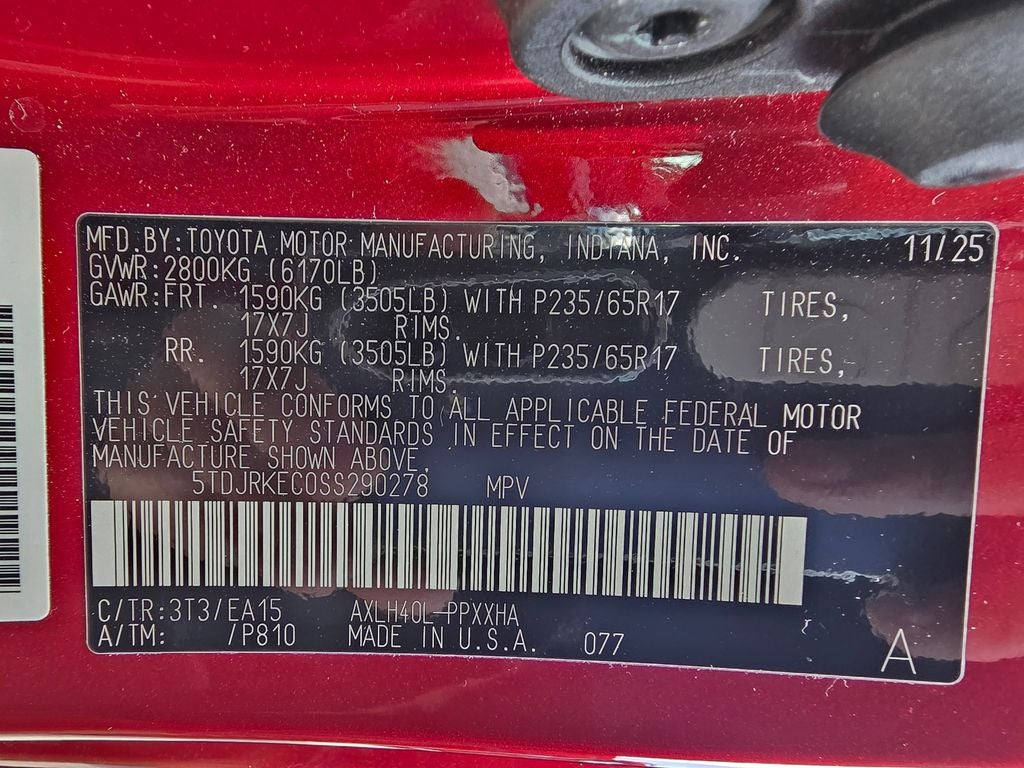 MFD.BY:TOYOTA MOTOR MANUFACTURING, INDIANA, INC. 11/25
GVWR:2800KG (6170LB)
GAWR:FRT. 1590KG (3505LB) WITH P235/65R17 TIRES,
17X7J RIMS.
RR. 1590KG (3505LB) WITH P235/65R17 TIRES,
17X7J RIMS
THIS VEHICLE CONFORMS TO ALL APPLICABLE FEDERAL MOTOR
VEHICLE SAFETY STANDARDS IN EFFECT ON THE DATE OF
MANUFACTURE SHOWN ABOVE.
5TDJRKEC0SS290278 MPV
C/TR:3T3/EA15 AXLH40L-PPXXHA
A/TM: /P810 MADE IN U.S.A. 077 A